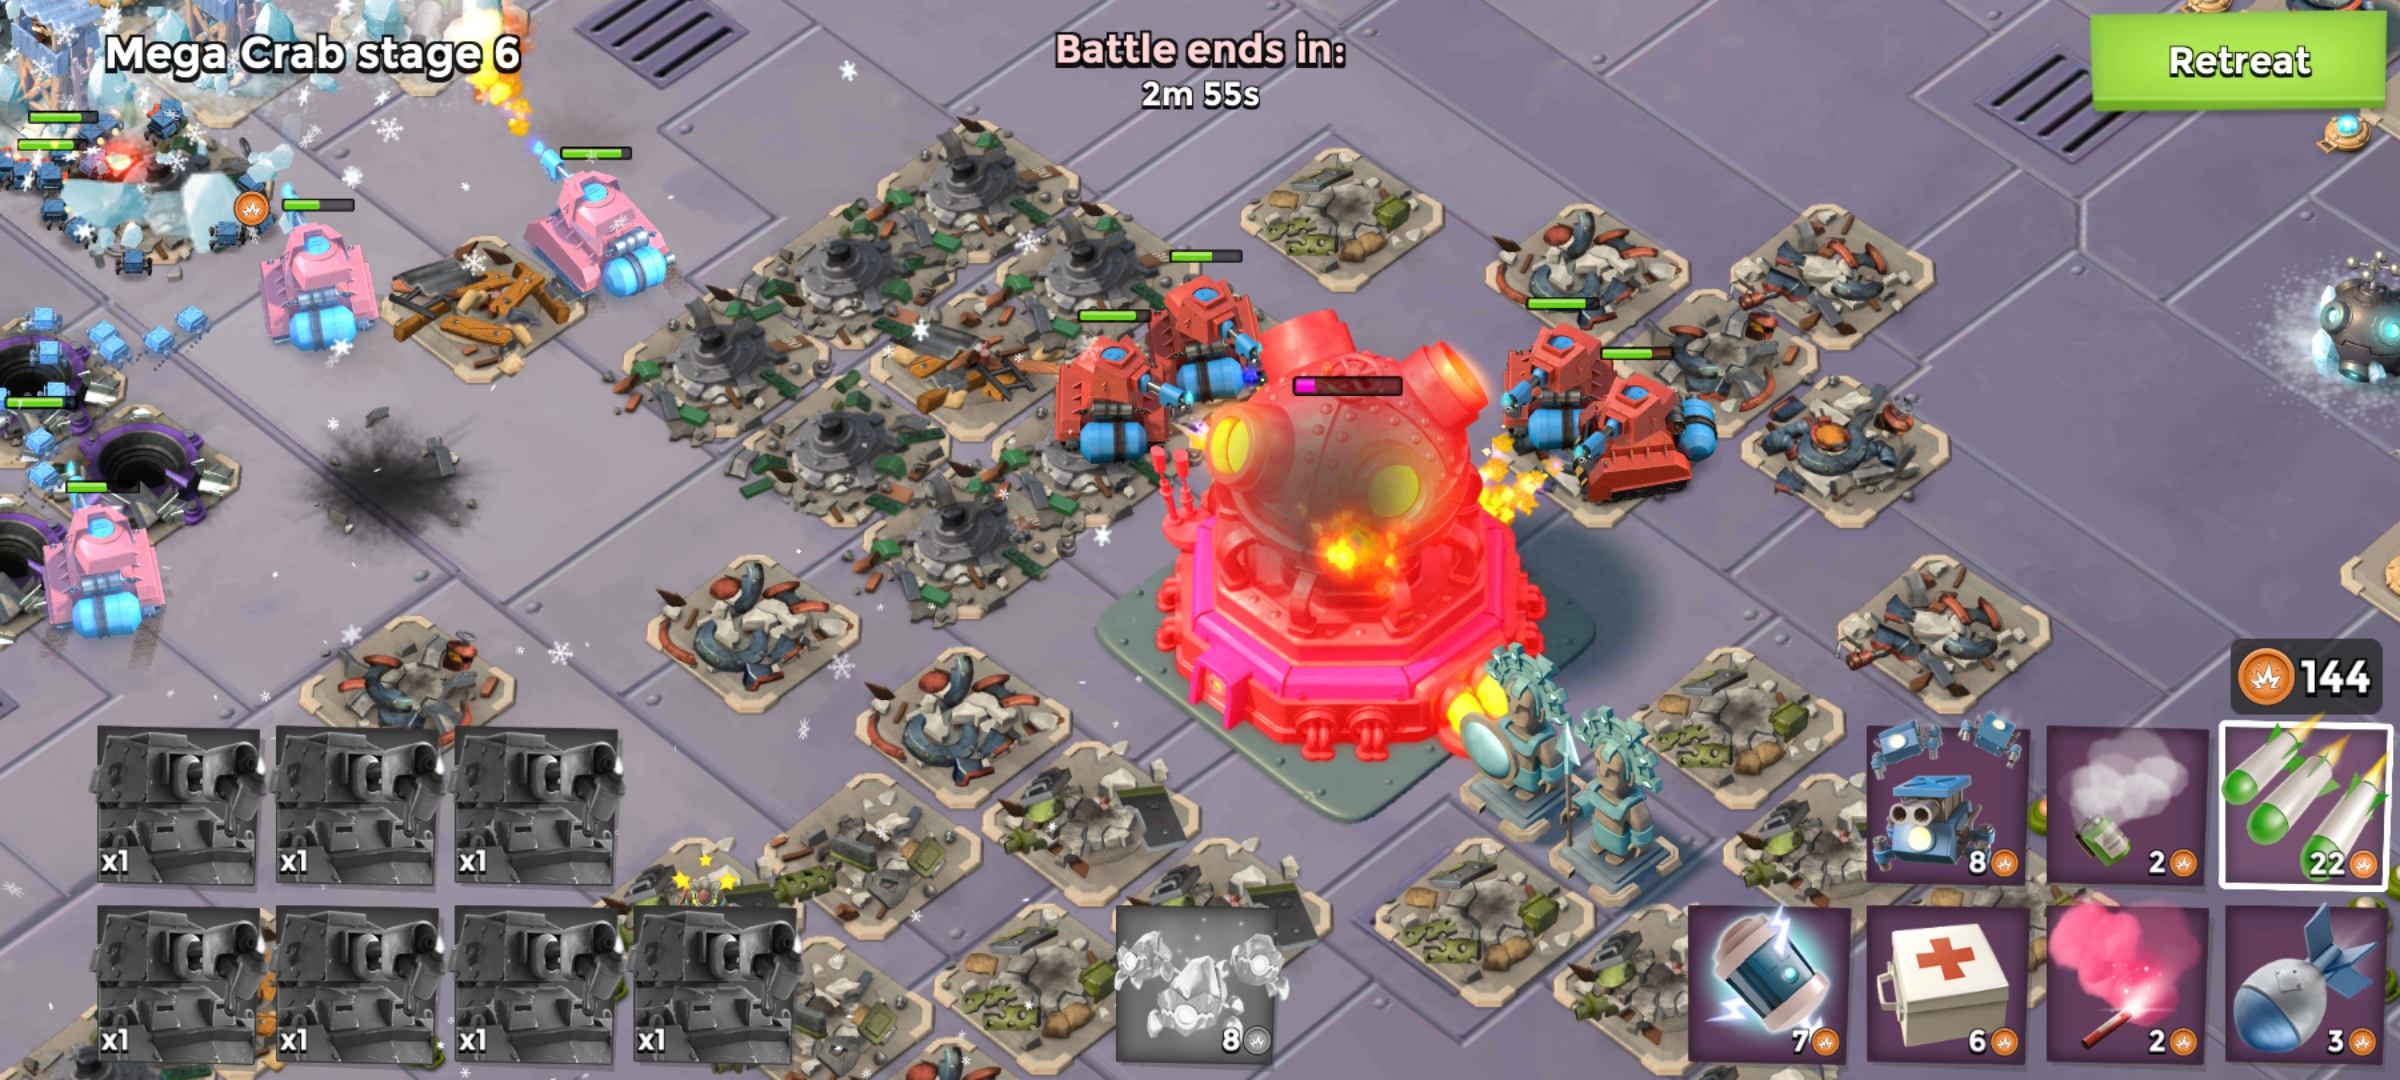 Mega Crab stage 6
Battle ends in:
2m 55s
Retreat
144
x1
x1
x1
8
2
22
x1
x1
x1
x1
8
7
6
2
3